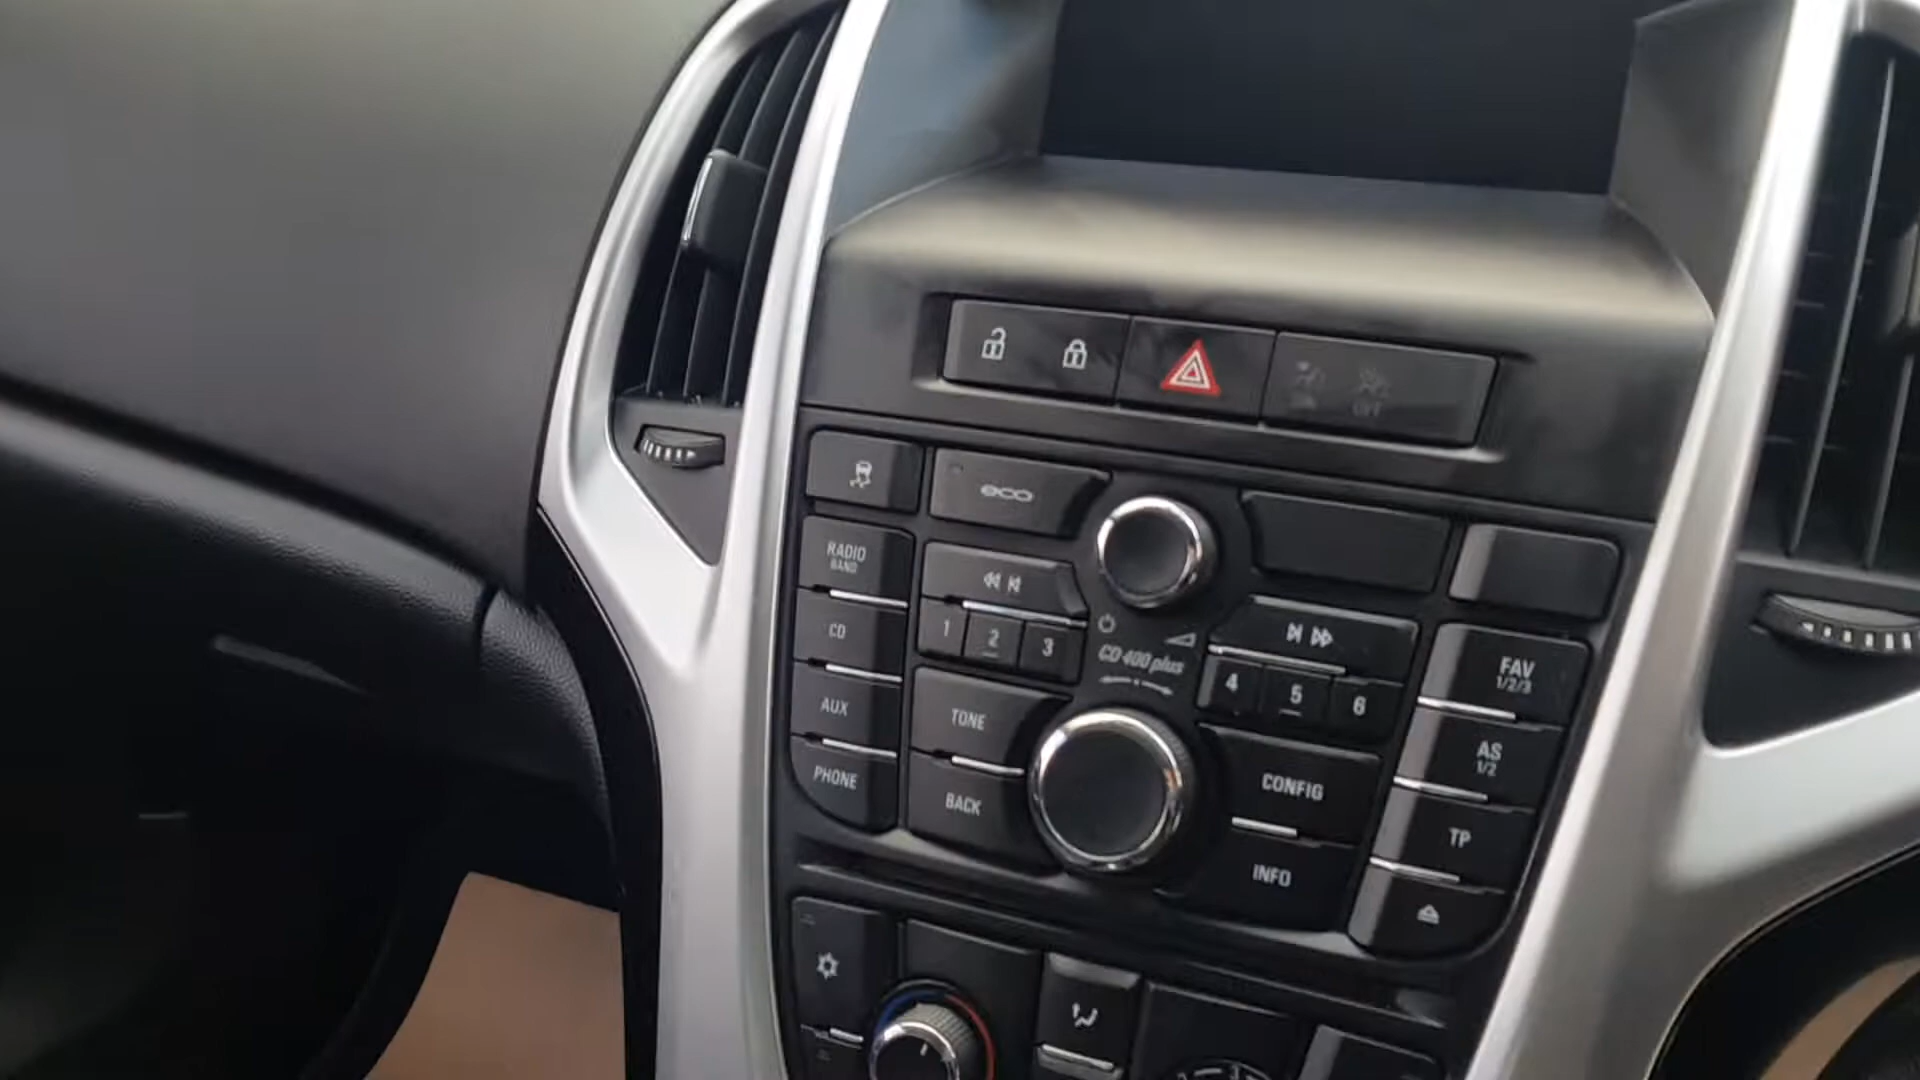 OFF
eco
RADIO
BAND
CD
AUX
PHONE
1 2 3
CD 400 plus
4 5 6
TONE
BACK
CONFIG
INFO
FAV
1/2/3
AS
1/2
TP